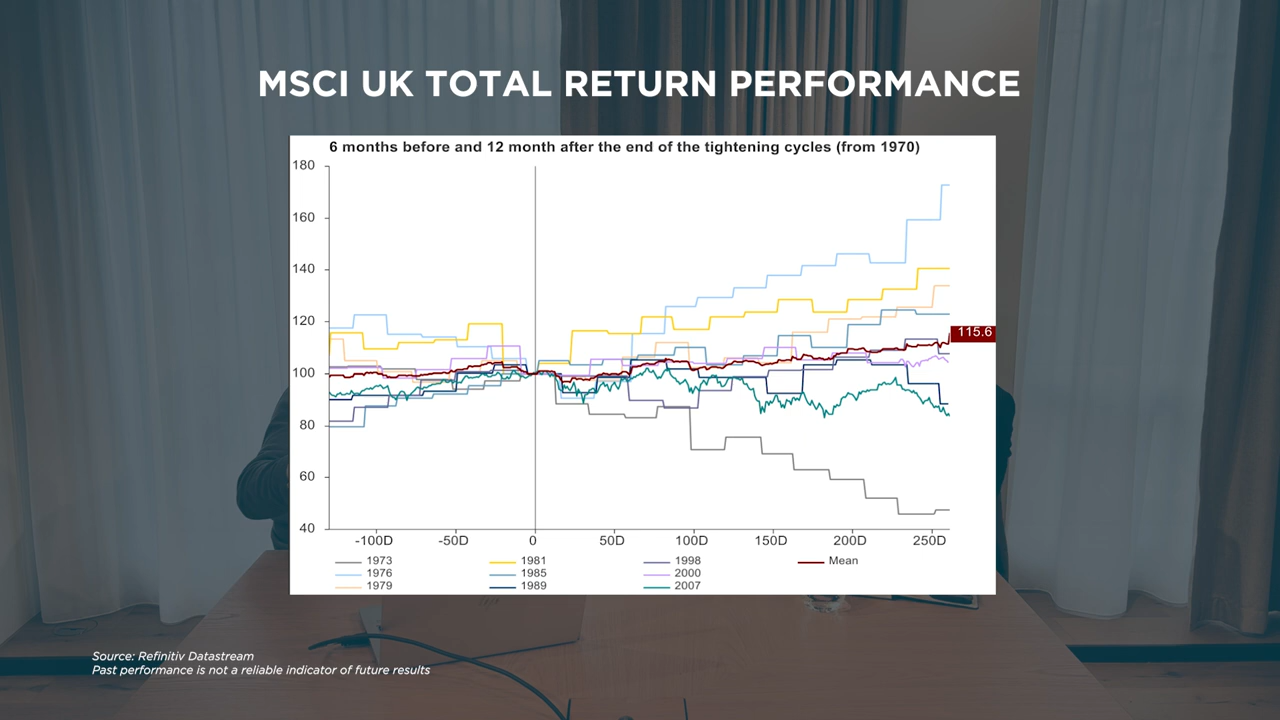 MSCI UK TOTAL RETURN PERFORMANCE
6 months before and 12 month after the end of the tightening cycles (from 1970)
180
160
140
120
115.6
100
80
60
40
-100D -50D 0 50D 100D 150D 200D 250D
1973 1981 1998 Mean
1976 1985 2000
1979 1989 2007
Source: Refinitiv Datastream
Past performance is not a reliable indicator of future results